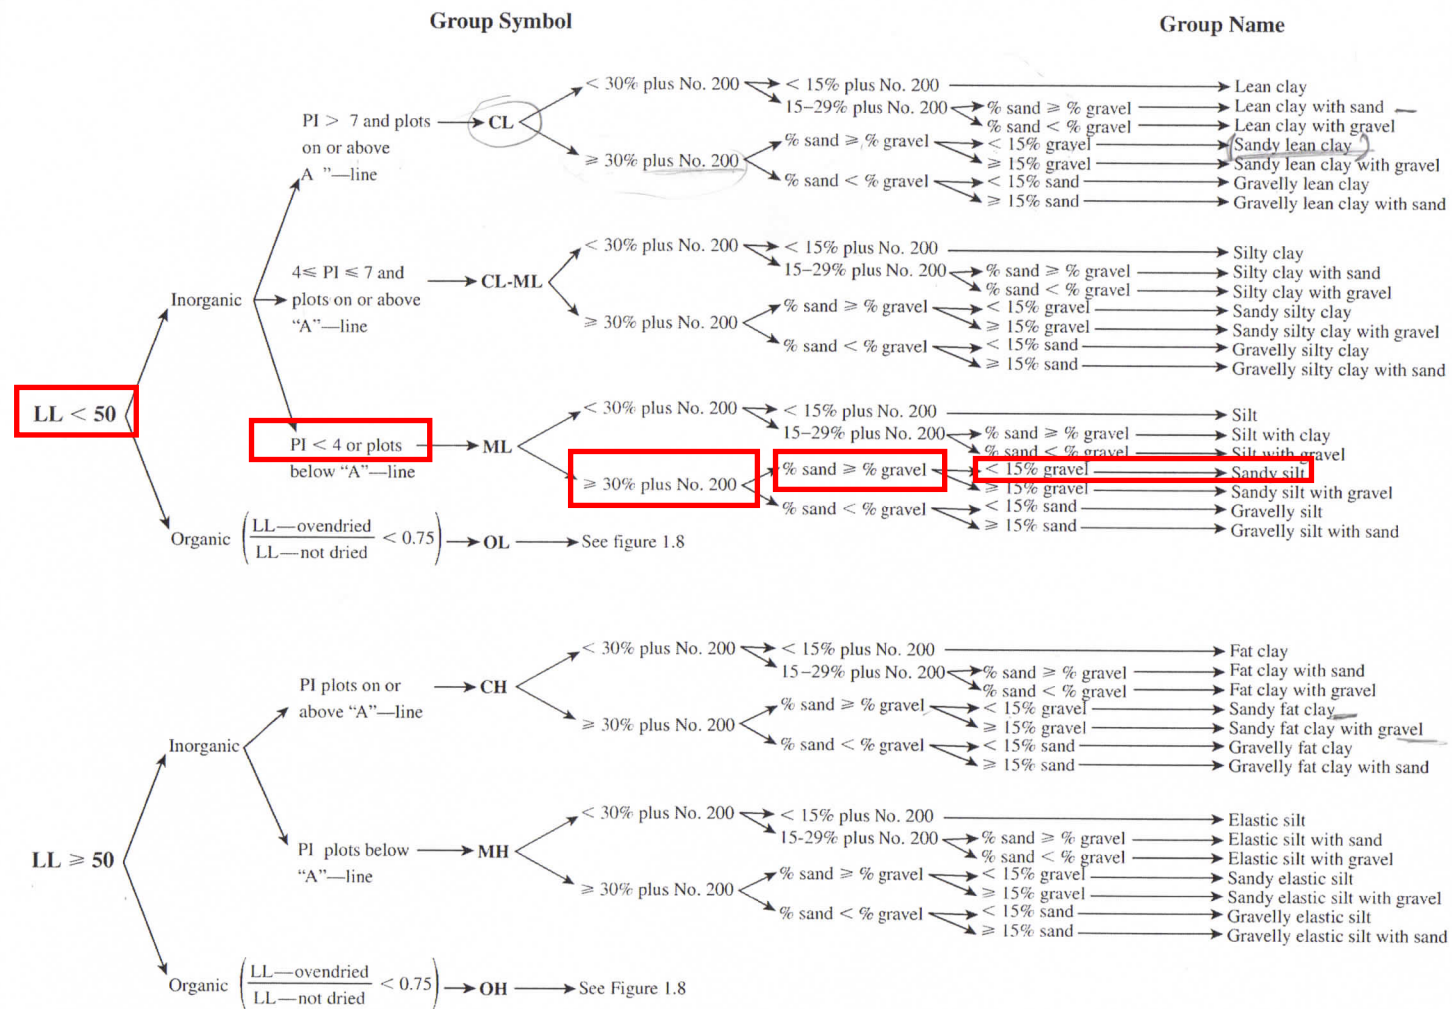 Group Symbol Group Name
< 30% plus No. 200 < 15% plus No. 200 Lean clay
15–29% plus No. 200 % sand ≥ % gravel Lean clay with sand
PI > 7 and plots CL % sand < % gravel Lean clay with gravel
on or above ≥ 30% plus No. 200 % sand ≥ % gravel < 15% gravel Sandy lean clay
A ”—line ≥ 15% gravel Sandy lean clay with gravel
% sand < % gravel < 15% sand Gravelly lean clay
≥ 15% sand Gravelly lean clay with sand
< 30% plus No. 200 < 15% plus No. 200 Silty clay
4≤ PI ≤ 7 and 15–29% plus No. 200 % sand ≥ % gravel Silty clay with sand
Inorganic plots on or above CL-ML % sand < % gravel Silty clay with gravel
“A”—line ≥ 30% plus No. 200 % sand ≥ % gravel < 15% gravel Sandy silty clay
≥ 15% gravel Sandy silty clay with gravel
% sand < % gravel < 15% sand Gravelly silty clay
≥ 15% sand Gravelly silty clay with sand
LL < 50 < 30% plus No. 200 < 15% plus No. 200 Silt
PI < 4 or plots ML 15–29% plus No. 200 % sand ≥ % gravel Silt with clay
below “A”—line % sand < % gravel Silt with gravel
≥ 30% plus No. 200 % sand ≥ % gravel < 15% gravel Sandy silt
≥ 15% gravel Sandy silt with gravel
% sand < % gravel < 15% sand Gravelly silt
≥ 15% sand Gravelly silt with sand
Organic (LL—ovendried / LL—not dried < 0.75) OL See figure 1.8
< 30% plus No. 200 < 15% plus No. 200 Fat clay
15–29% plus No. 200 % sand ≥ % gravel Fat clay with sand
PI plots on or CH % sand < % gravel Fat clay with gravel
above “A”—line ≥ 30% plus No. 200 % sand ≥ % gravel < 15% gravel Sandy fat clay
≥ 15% gravel Sandy fat clay with gravel
Inorganic % sand < % gravel < 15% sand Gravelly fat clay
≥ 15% sand Gravelly fat clay with sand
< 30% plus No. 200 < 15% plus No. 200 Elastic silt
15-29% plus No. 200 % sand ≥ % gravel Elastic silt with sand
LL ≥ 50 PI plots below MH % sand < % gravel Elastic silt with gravel
“A”—line ≥ 30% plus No. 200 % sand ≥ % gravel < 15% gravel Sandy elastic silt
≥ 15% gravel Sandy elastic silt with gravel
% sand < % gravel < 15% sand Gravelly elastic silt
≥ 15% sand Gravelly elastic silt with sand
Organic (LL—ovendried / LL—not dried < 0.75) OH See Figure 1.8